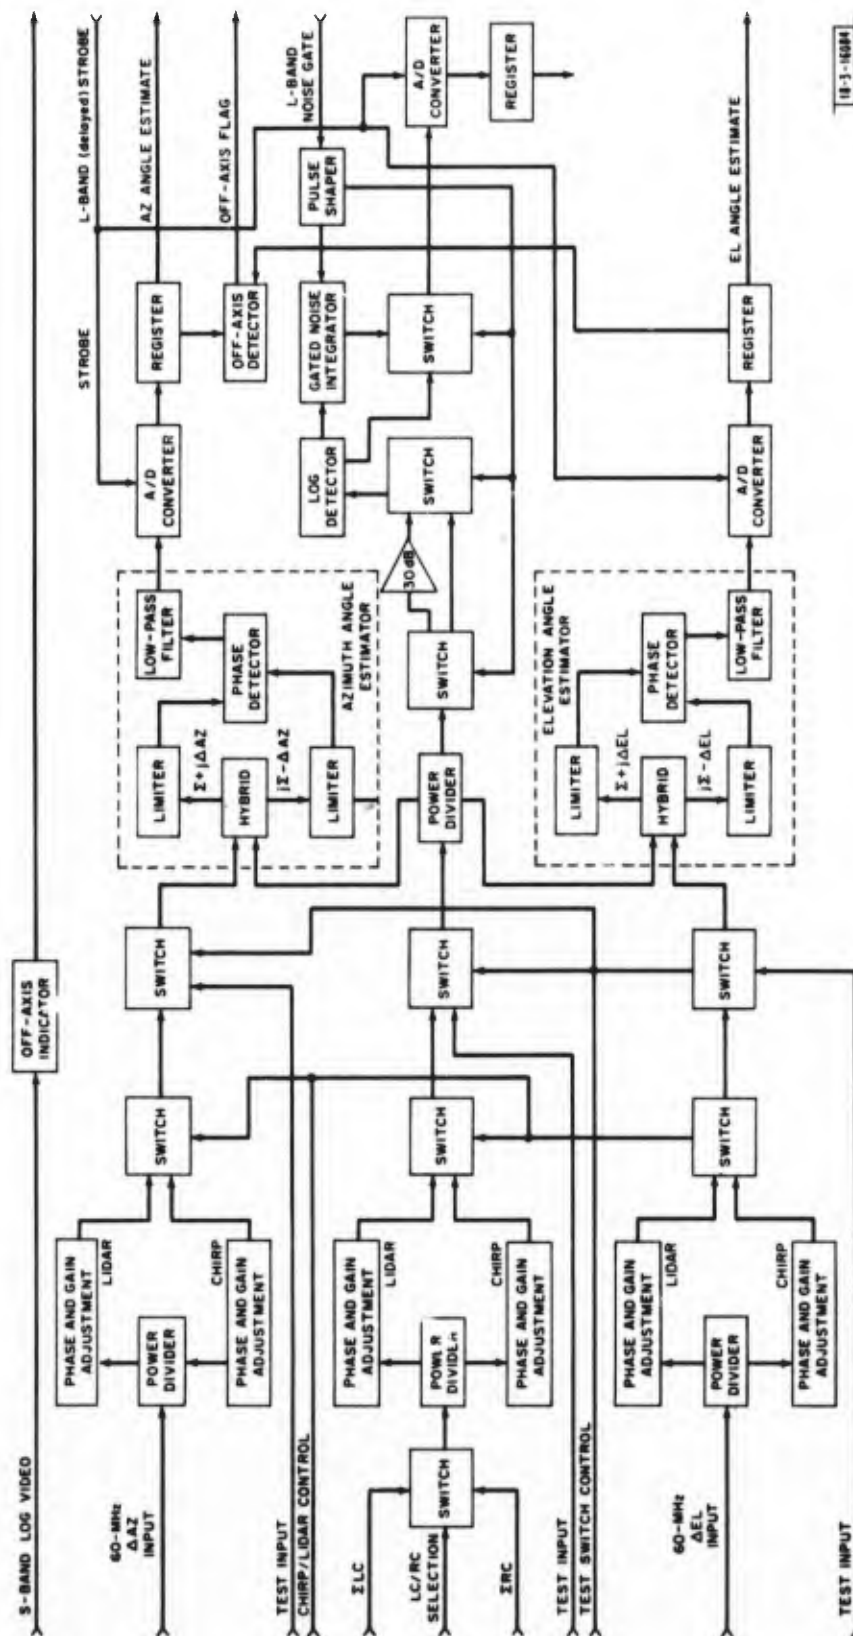 S-BAND LOG VIDEO
OFF-AXIS
INDICATOR
60-MHz
ΔAZ
INPUT
POWER
DIVIDER
PHASE AND GAIN
ADJUSTMENT
LIDAR
PHASE AND GAIN
ADJUSTMENT
CHIRP
SWITCH
SWITCH
LIMITER
Σ+jΔAZ
HYBRID
jΣ-ΔAZ
LIMITER
PHASE
DETECTOR
LOW-PASS
FILTER
AZIMUTH ANGLE
ESTIMATOR
A/D
CONVERTER
STROBE
REGISTER
L-BAND (delayed) STROBE
AZ ANGLE ESTIMATE
OFF-AXIS
DETECTOR
OFF-AXIS FLAG
TEST INPUT
CHIRP/LIDAR CONTROL
ΣLC
LC/RC
SELECTION
ΣRC
SWITCH
POWER
DIVIDER
PHASE AND GAIN
ADJUSTMENT
LIDAR
PHASE AND GAIN
ADJUSTMENT
CHIRP
SWITCH
SWITCH
POWER
DIVIDER
SWITCH
30 dB
SWITCH
LOG
DETECTOR
GATED NOISE
INTEGRATOR
PULSE
SHAPER
L-BAND
NOISE GATE
SWITCH
A/D
CONVERTER
REGISTER
TEST INPUT
TEST SWITCH CONTROL
60-MHz
ΔEL
INPUT
POWER
DIVIDER
PHASE AND GAIN
ADJUSTMENT
LIDAR
PHASE AND GAIN
ADJUSTMENT
CHIRP
SWITCH
SWITCH
ELEVATION ANGLE
ESTIMATOR
LIMITER
Σ+jΔEL
HYBRID
jΣ-ΔEL
LIMITER
PHASE
DETECTOR
LOW-PASS
FILTER
A/D
CONVERTER
REGISTER
EL ANGLE ESTIMATE
TEST INPUT